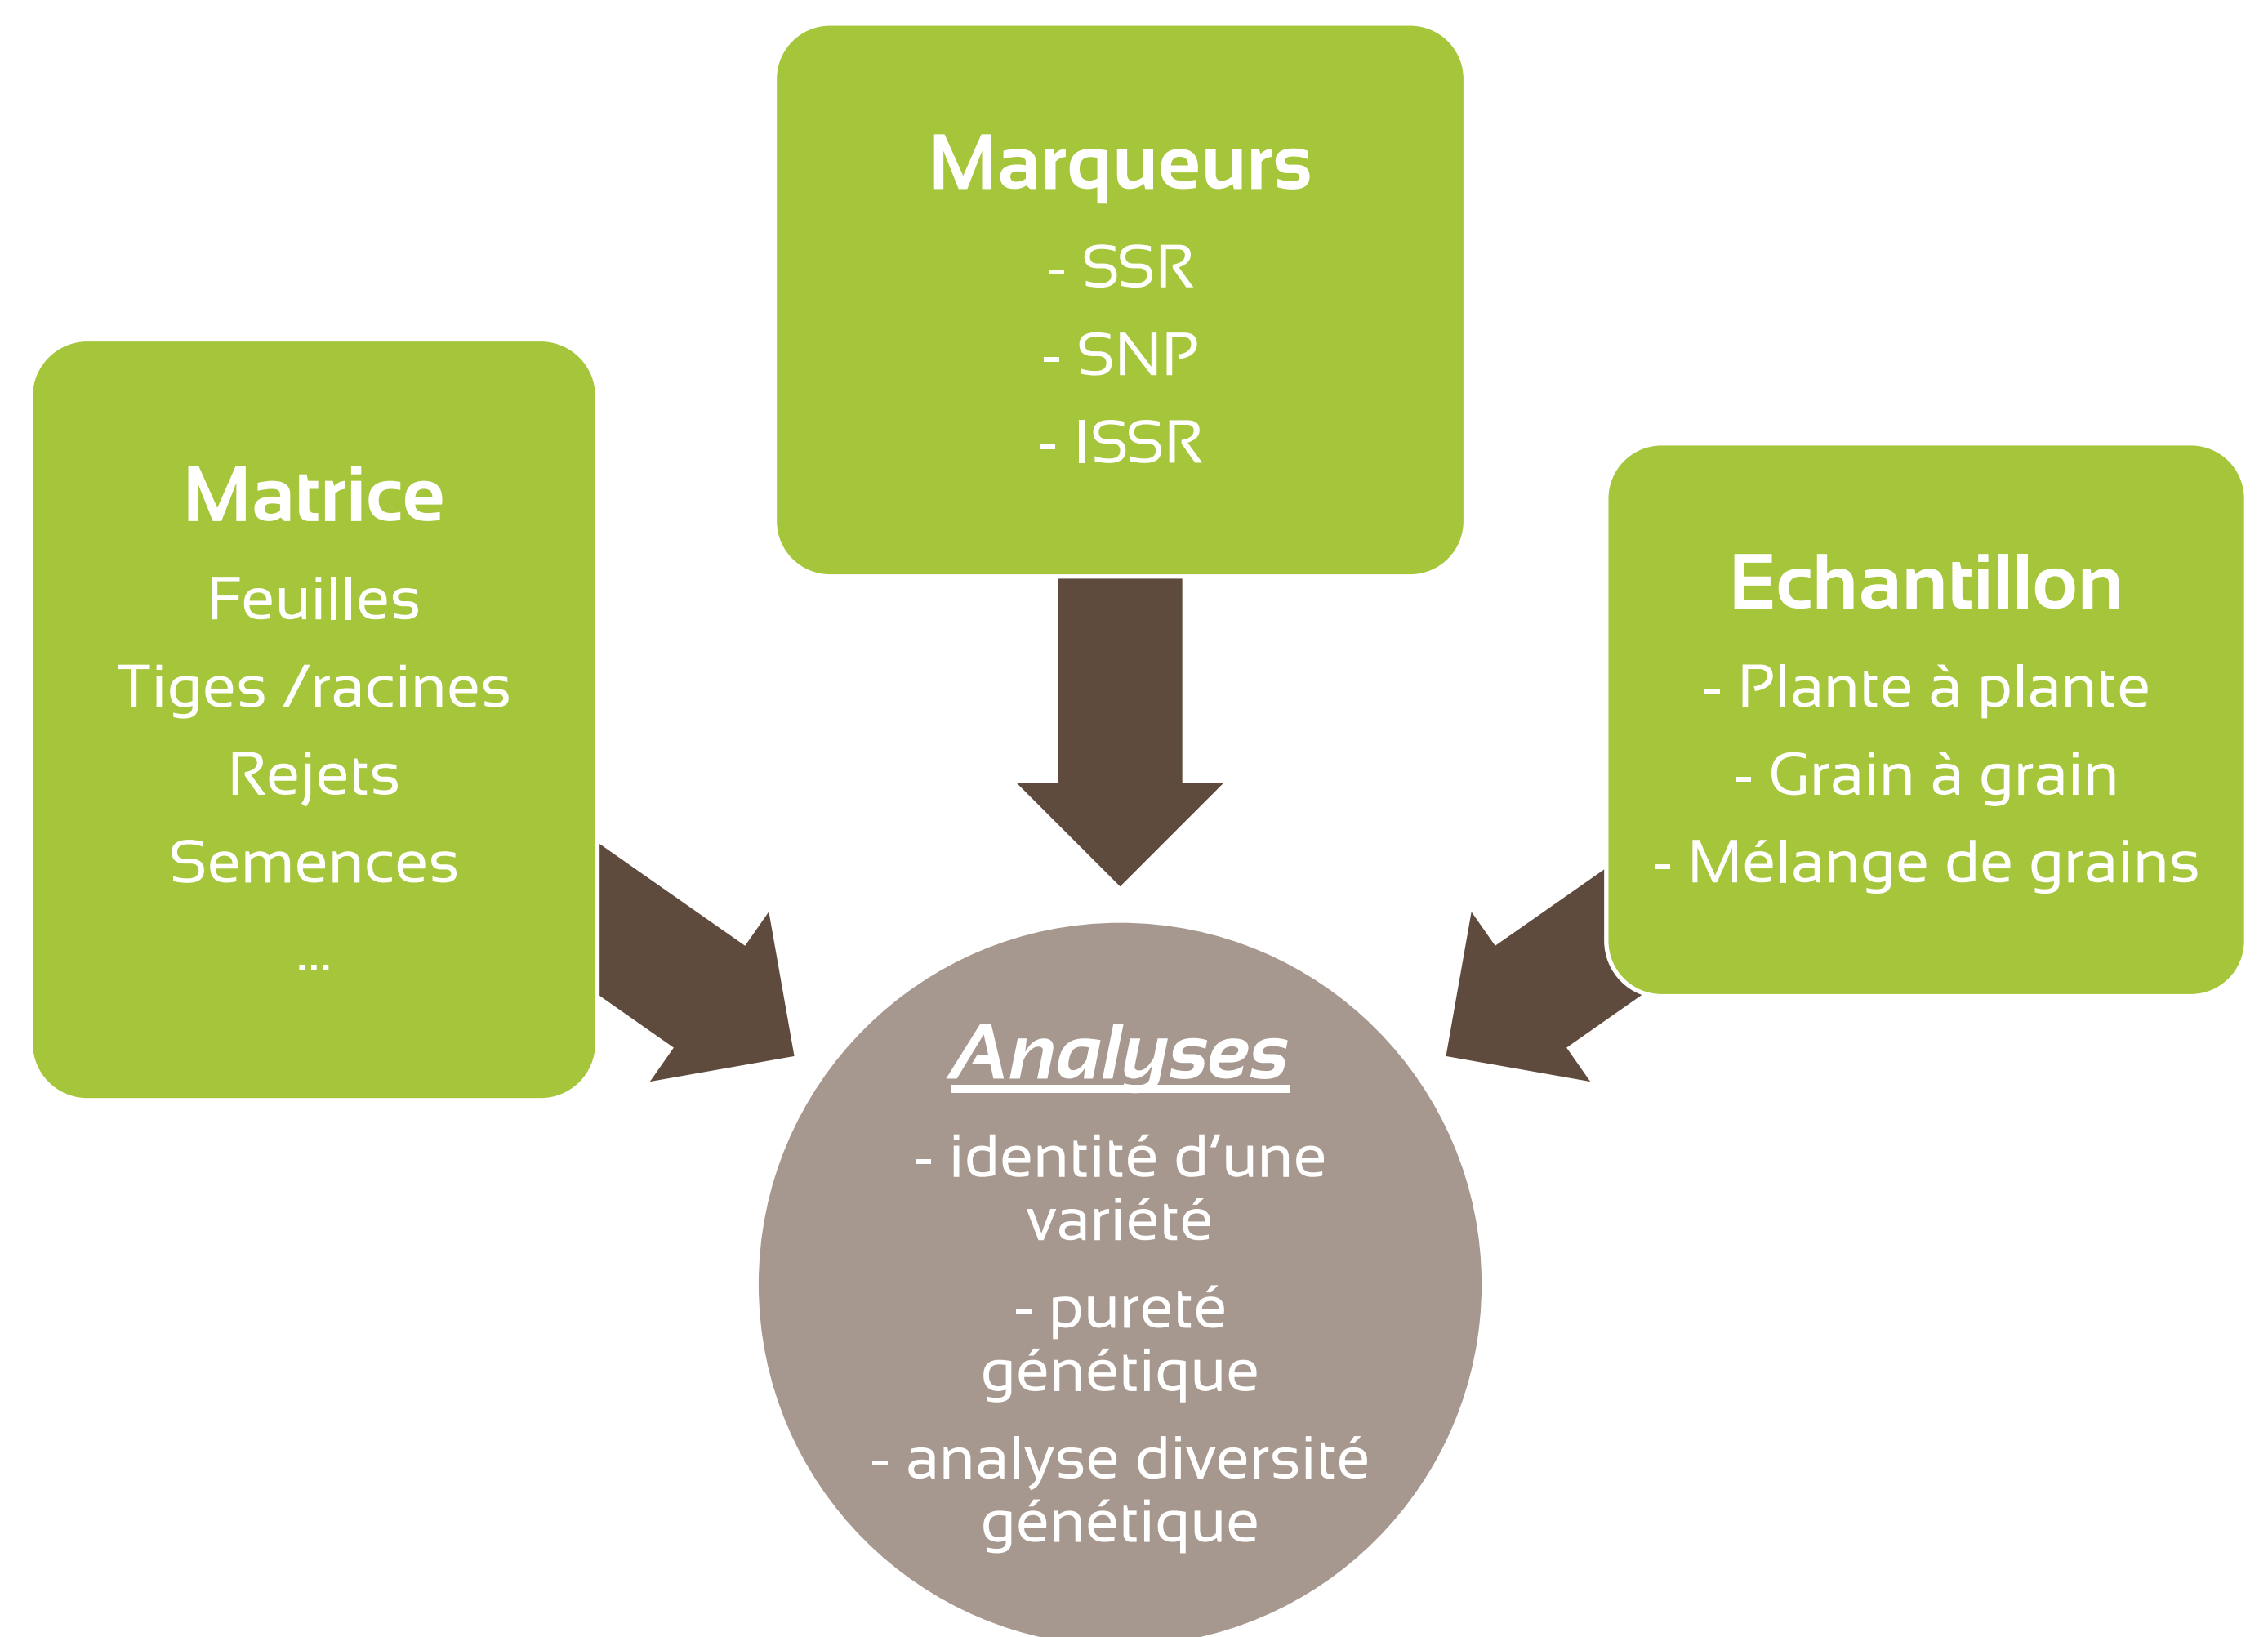 Marqueurs
- SSR
- SNP
- ISSR
Matrice
Feuilles
Tiges /racines
Rejets
Semences
...
Echantillon
- Plante à plante
- Grain à grain
- Mélange de grains
Analyses
- identité d'une
variété
- pureté
génétique
- analyse diversité
génétique